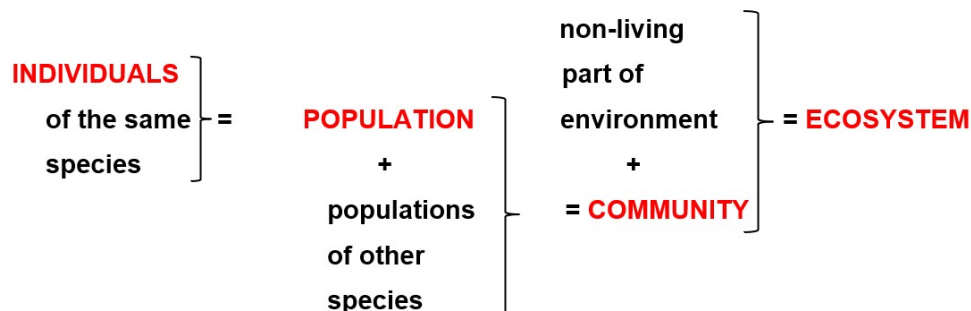 INDIVIDUALS
of the same
species
=
POPULATION
+
populations
of other
species
= COMMUNITY
+
non-living
part of
environment
= ECOSYSTEM